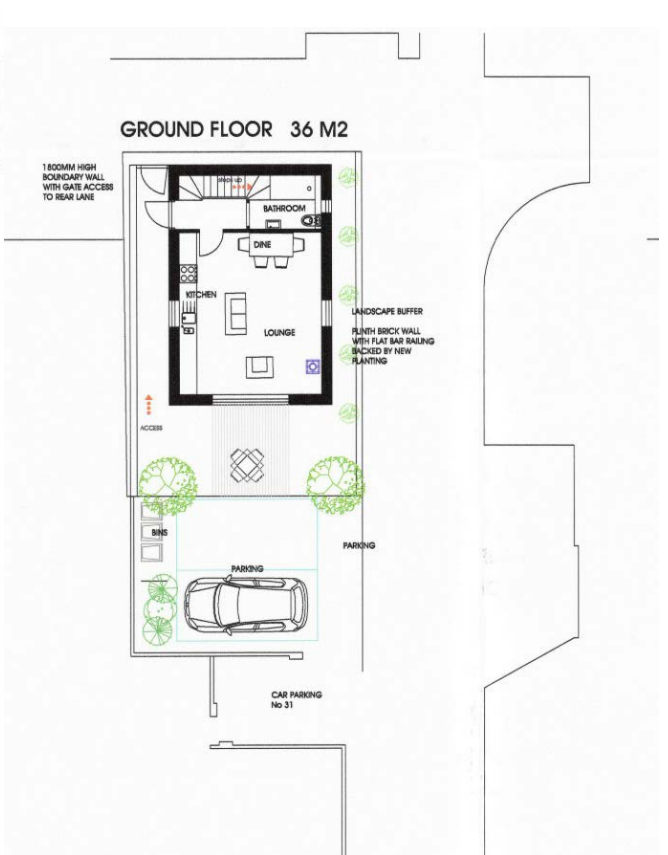 GROUND FLOOR 36 M2
1800MM HIGH
BOUNDARY WALL
WITH GATE ACCESS
TO REAR LANE
BATHROOM
DINE
KITCHEN
LOUNGE
LANDSCAPE BUFFER
PLINTH BRICK WALL
WITH FLAT BAR RAILING
BACKED BY NEW
PLANTING
ACCESS
BINS
PARKING
PARKING
CAR PARKING
No 31